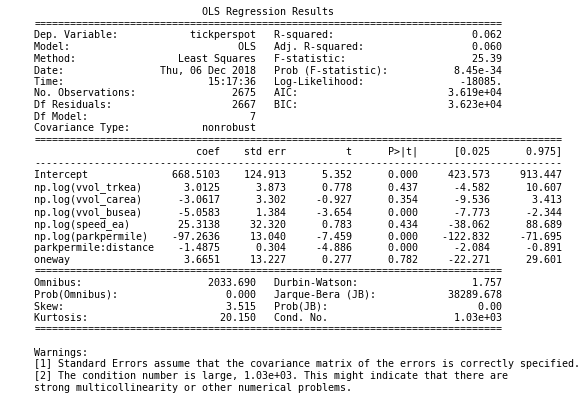 OLS Regression Results
==============================================================================
Dep. Variable:            tickperspot   R-squared:                       0.062
Model:                            OLS   Adj. R-squared:                  0.060
Method:                 Least Squares   F-statistic:                     25.39
Date:                Thu, 06 Dec 2018   Prob (F-statistic):           8.45e-34
Time:                        15:17:36   Log-Likelihood:                -18085.
No. Observations:                2675   AIC:                         3.619e+04
Df Residuals:                    2667   BIC:                         3.623e+04
Df Model:                           7
Covariance Type:            nonrobust
========================================================================================
                           coef    std err          t      P>|t|      [0.025      0.975]
----------------------------------------------------------------------------------------
Intercept              668.5103    124.913      5.352      0.000     423.573     913.447
np.log(vvol_trkea)       3.0125      3.873      0.778      0.437      -4.582      10.607
np.log(vvol_carea)      -3.0617      3.302     -0.927      0.354      -9.536       3.413
np.log(vvol_busea)      -5.0583      1.384     -3.654      0.000      -7.773      -2.344
np.log(speed_ea)        25.3138     32.320      0.783      0.434     -38.062      88.689
np.log(parkpermile)    -97.2636     13.040     -7.459      0.000    -122.832     -71.695
parkpermile:distance    -1.4875      0.304     -4.886      0.000      -2.084      -0.891
oneway                   3.6651     13.227      0.277      0.782     -22.271      29.601
==============================================================================
Omnibus:                     2033.690   Durbin-Watson:                   1.757
Prob(Omnibus):                  0.000   Jarque-Bera (JB):            38289.678
Skew:                           3.515   Prob(JB):                         0.00
Kurtosis:                      20.150   Cond. No.                     1.03e+03
==============================================================================
Warnings:
[1] Standard Errors assume that the covariance matrix of the errors is correctly specified.
[2] The condition number is large, 1.03e+03. This might indicate that there are
strong multicollinearity or other numerical problems.